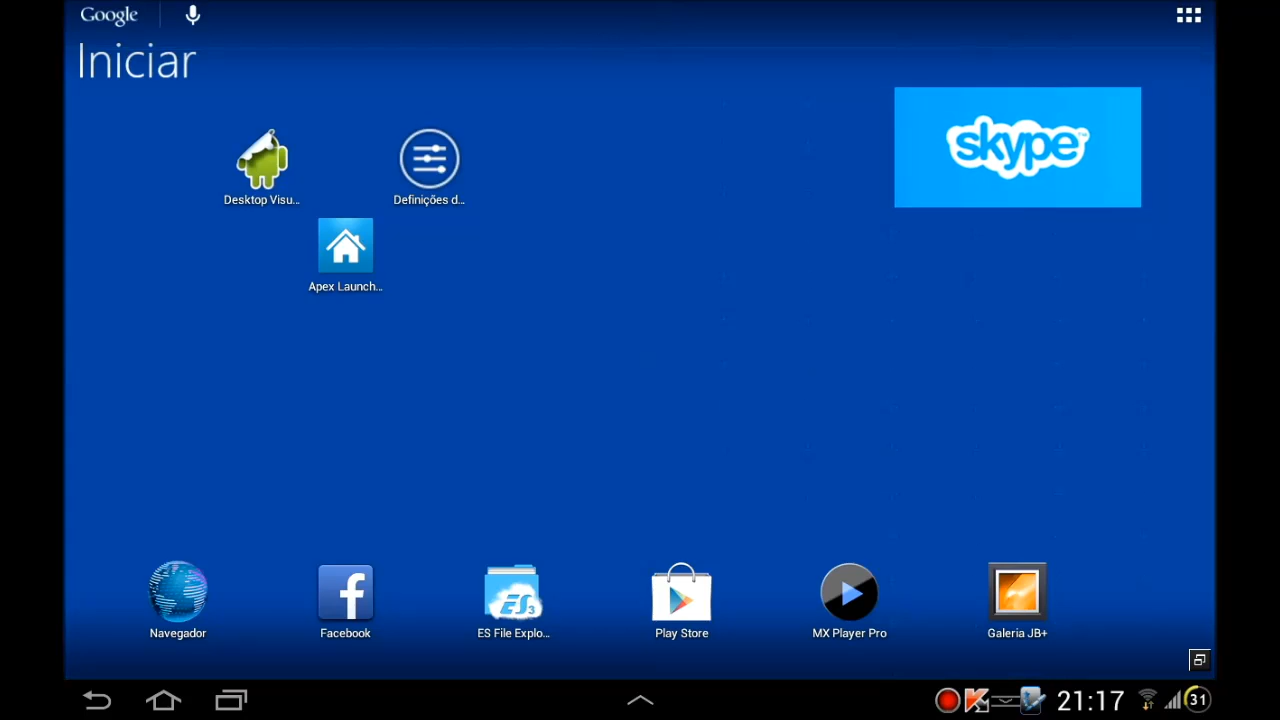 Google
Iniciar
skype™
Desktop Visu...
Definições d...
Apex Launch...
Navegador
Facebook
ES File Explo...
Play Store
MX Player Pro
Galeria JB+
21:17
31